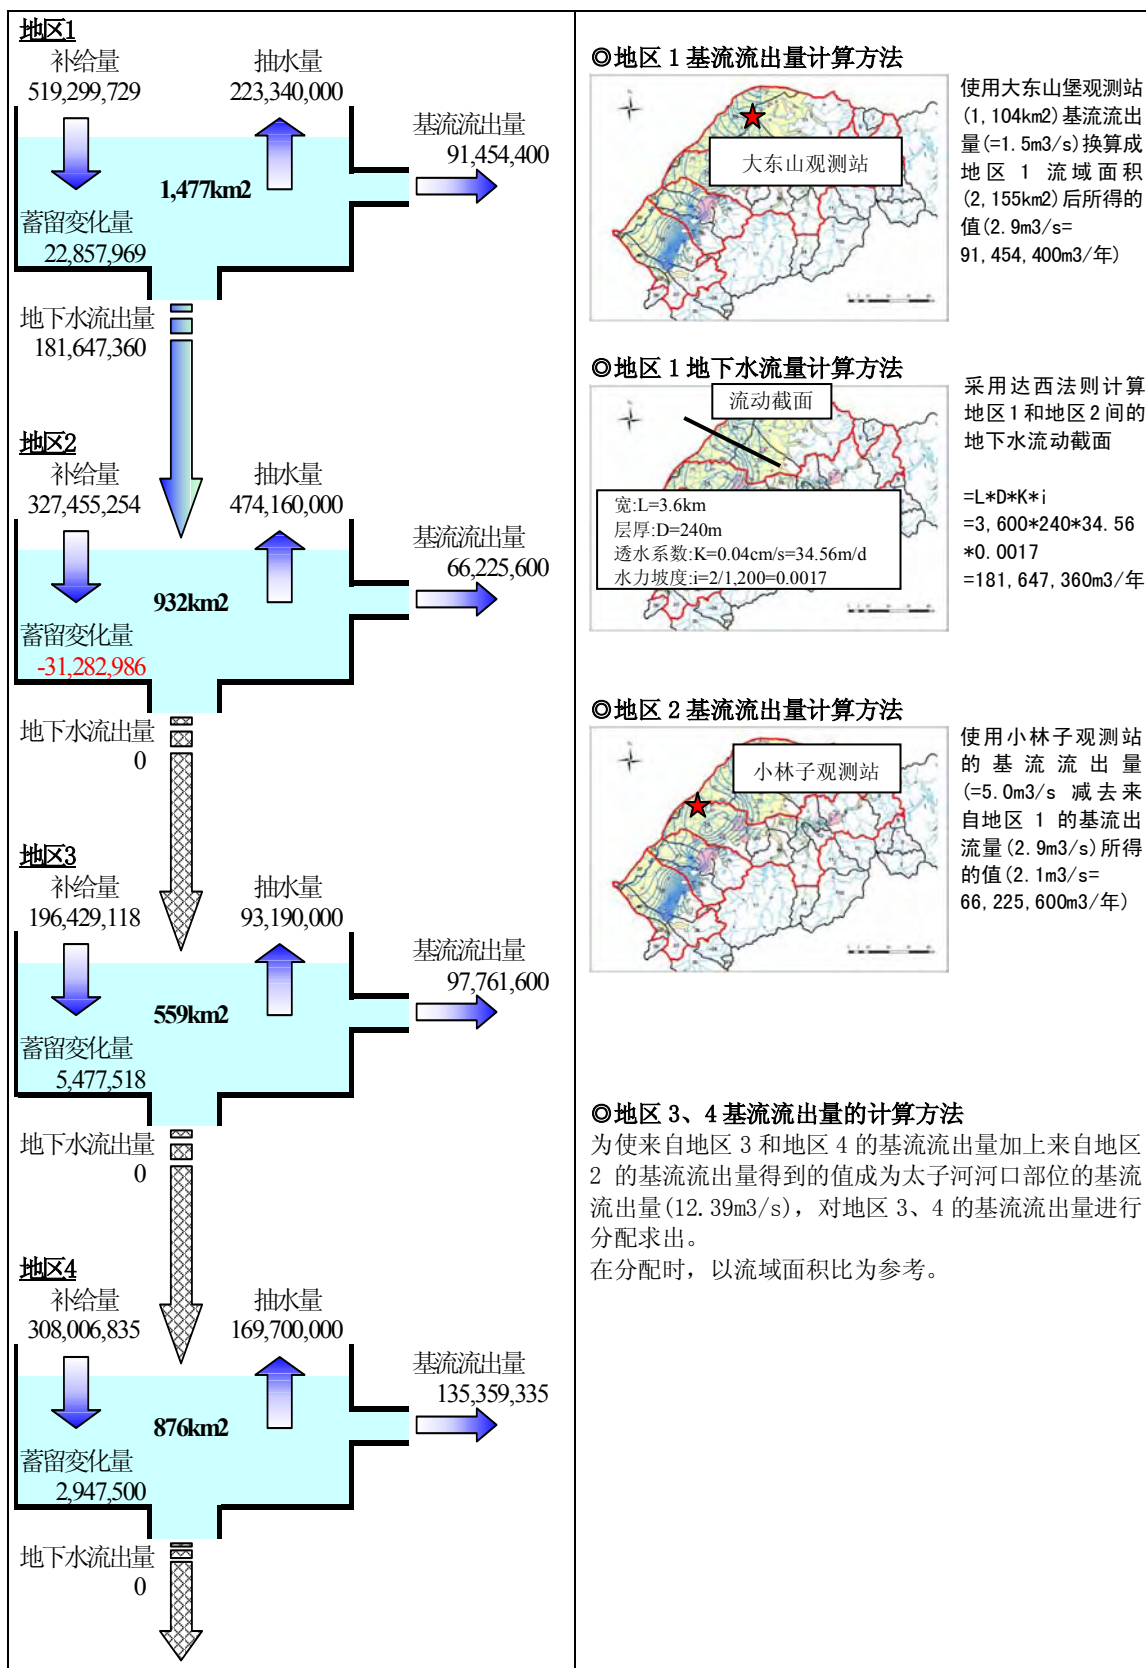 地区1
补给量
519,299,729
抽水量
223,340,000
基流流出量
91,454,400
1,477km2
蓄留变化量
22,857,969
地下水流出量
181,647,360
地区2
补给量
327,455,254
抽水量
474,160,000
基流流出量
66,225,600
932km2
蓄留变化量
-31,282,986
地下水流出量
0
地区3
补给量
196,429,118
抽水量
93,190,000
基流流出量
97,761,600
559km2
蓄留变化量
5,477,518
地下水流出量
0
地区4
补给量
308,006,835
抽水量
169,700,000
基流流出量
135,359,335
876km2
蓄留变化量
2,947,500
地下水流出量
0
◎地区 1 基流流出量计算方法
大东山观测站
使用大东山堡观测站
(1,104km2)基流流出
量(=1.5m3/s)换算成
地区 1 流域面积
(2,155km2)后所得的
值(2.9m3/s=
91,454,400m3/年)
◎地区 1 地下水流量计算方法
流动截面
宽:L=3.6km
层厚:D=240m
透水系数:K=0.04cm/s=34.56m/d
水力坡度:i=2/1,200=0.0017
采用达西法则计算
地区1和地区2间的
地下水流动截面
=L*D*K*i
=3,600*240*34.56
*0.0017
=181,647,360m3/年
◎地区 2 基流流出量计算方法
小林子观测站
使用小林子观测站
的基流流出量
(=5.0m3/s 减去来
自地区 1 的基流出
流量(2.9m3/s)所得
的值(2.1m3/s=
66,225,600m3/年)
◎地区 3、4 基流流出量的计算方法
为使来自地区 3 和地区 4 的基流流出量加上来自地区
2 的基流流出量得到的值成为太子河河口部位的基流
流出量(12.39m3/s)，对地区 3、4 的基流流出量进行
分配求出。
在分配时，以流域面积比为参考。